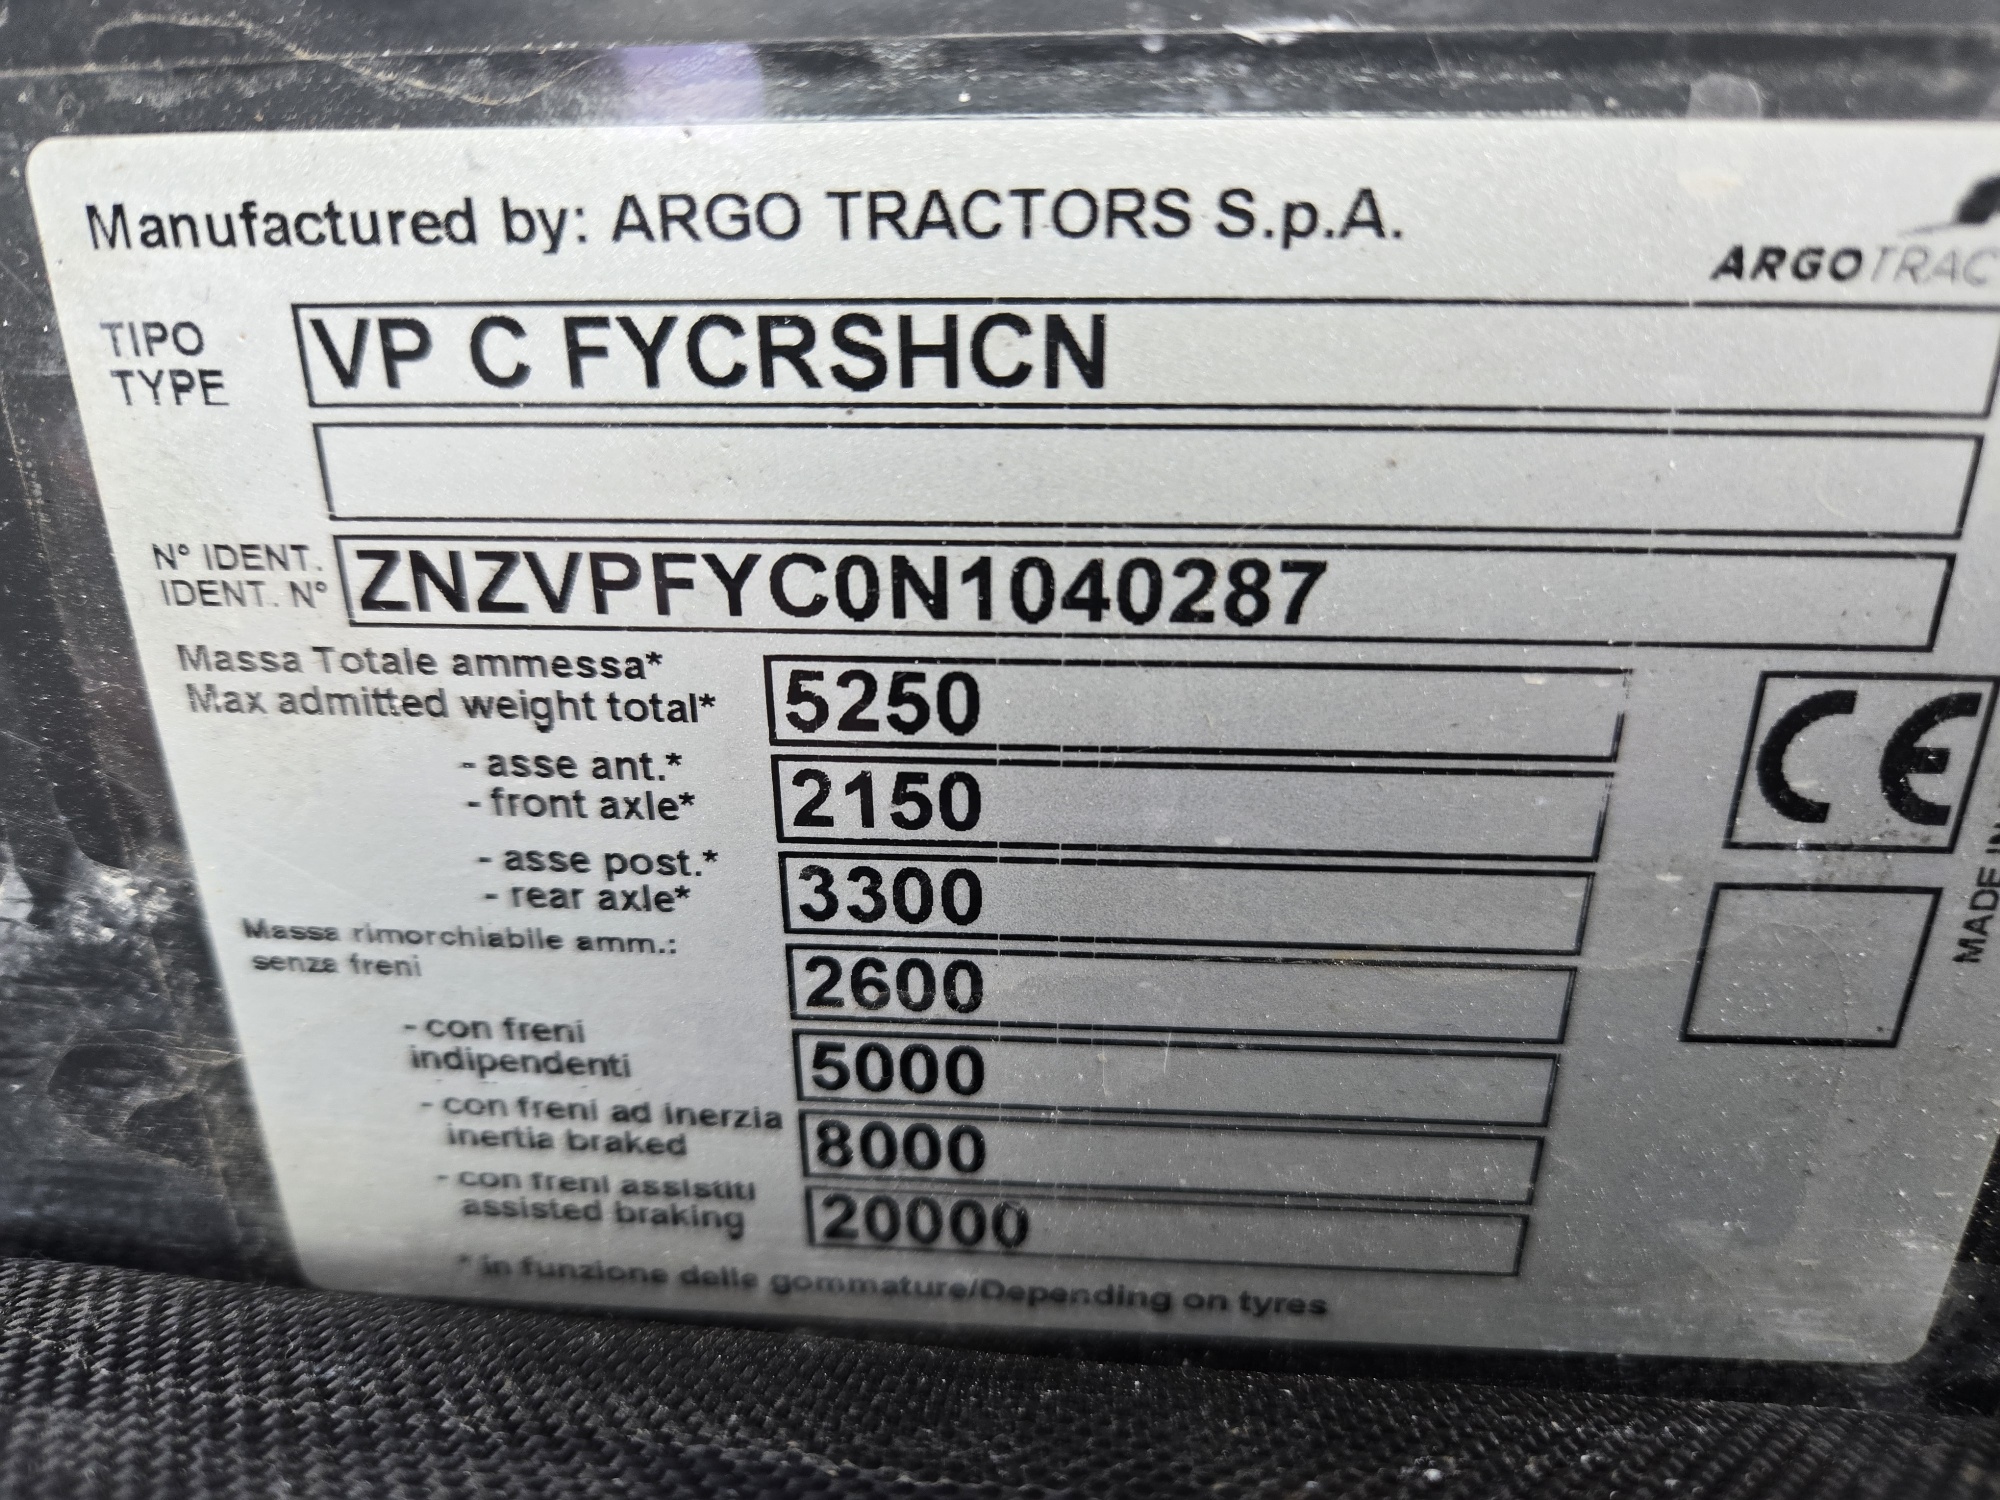 Manufactured by: ARGO TRACTORS S.p.A.
ARGOTRAC
TIPO
TYPE
VP C FYCRSHCN
N° IDENT.
IDENT. N°
ZNZVPFYC0N1040287
Massa Totale ammessa*
Max admitted weight total*
5250
- asse ant.*
- front axle*
2150
- asse post.*
- rear axle*
3300
Massa rimorchiabile amm.:
senza freni
2600
- con freni
indipendenti
5000
- con freni ad inerzia
inertia braked
8000
- con freni assistiti
assisted braking
20000
* in funzione delle gommature/Depending on tyres
CE
MADE IN